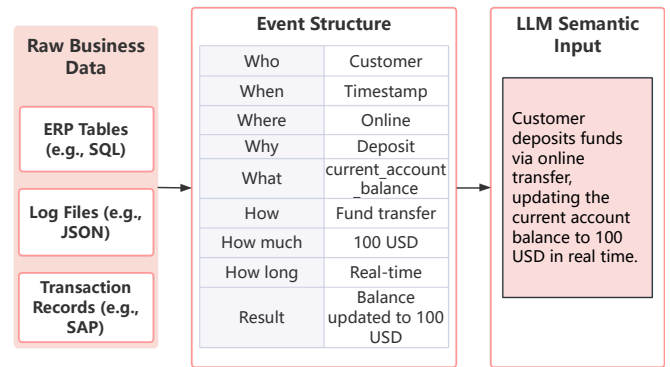 Raw Business
Data
ERP Tables
(e.g., SQL)
Log Files (e.g.,
JSON)
Transaction
Records (e.g.,
SAP)
Event Structure
Who Customer
When Timestamp
Where Online
Why Deposit
What current_account
_balance
How Fund transfer
How much 100 USD
How long Real-time
Result Balance
updated to 100
USD
LLM Semantic
Input
Customer
deposits funds
via online
transfer,
updating the
current account
balance to 100
USD in real time.